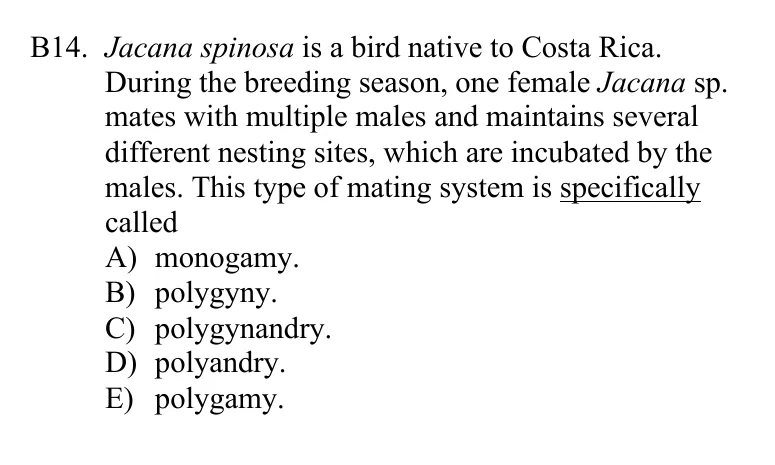 B14. Jacana spinosa is a bird native to Costa Rica.
During the breeding season, one female Jacana sp.
mates with multiple males and maintains several
different nesting sites, which are incubated by the
males. This type of mating system is specifically
called
A) monogamy.
B) polygyny.
C) polygynandry.
D) polyandry.
E) polygamy.